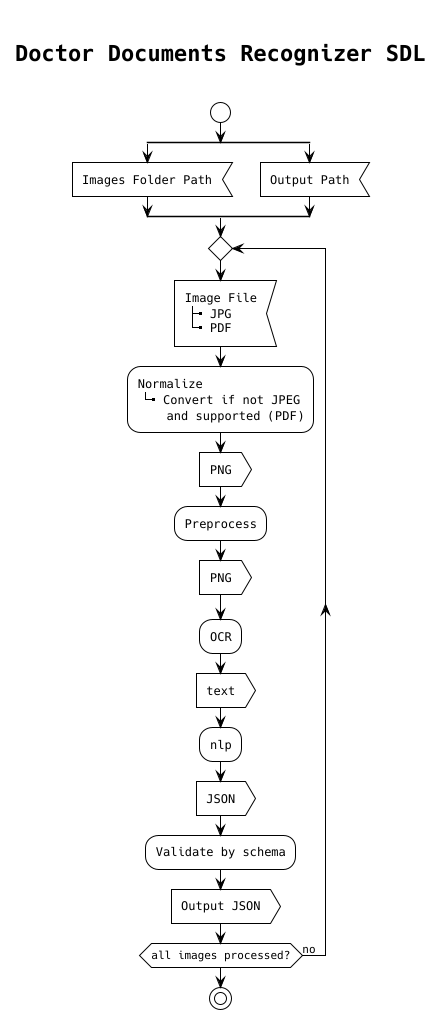 Doctor Documents Recognizer SDL
Images Folder Path
Output Path
Image File
JPG
PDF
Normalize
Convert if not JPEG
and supported (PDF)
PNG
Preprocess
PNG
OCR
text
nlp
JSON
Validate by schema
Output JSON
all images processed?
no